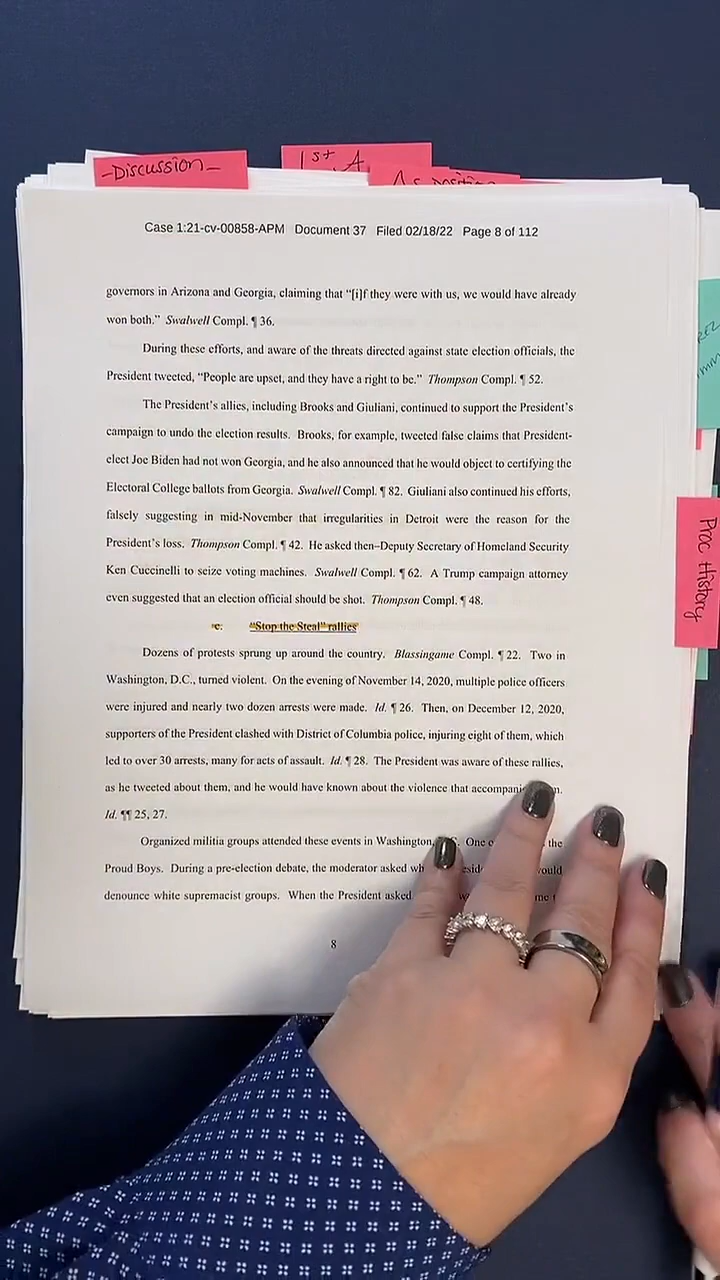 -Discussion-
1st A
Case 1:21-cv-00858-APM Document 37 Filed 02/18/22 Page 8 of 112
governors in Arizona and Georgia, claiming that “[i]f they were with us, we would have already
won both.” Swalwell Compl. ¶ 36.
During these efforts, and aware of the threats directed against state election officials, the
President tweeted, “People are upset, and they have a right to be.” Thompson Compl. ¶ 52.
The President’s allies, including Brooks and Giuliani, continued to support the President’s
campaign to undo the election results. Brooks, for example, tweeted false claims that President-
elect Joe Biden had not won Georgia, and he also announced that he would object to certifying the
Electoral College ballots from Georgia. Swalwell Compl. ¶ 82. Giuliani also continued his efforts,
falsely suggesting in mid-November that irregularities in Detroit were the reason for the
President’s loss. Thompson Compl. ¶ 42. He asked then–Deputy Secretary of Homeland Security
Ken Cuccinelli to seize voting machines. Swalwell Compl. ¶ 62. A Trump campaign attorney
even suggested that an election official should be shot. Thompson Compl. ¶ 48.
c. “Stop the Steal” rallies
Dozens of protests sprung up around the country. Blassingame Compl. ¶ 22. Two in
Washington, D.C., turned violent. On the evening of November 14, 2020, multiple police officers
were injured and nearly two dozen arrests were made. Id. ¶ 26. Then, on December 12, 2020,
supporters of the President clashed with District of Columbia police, injuring eight of them, which
led to over 30 arrests, many for acts of assault. Id. ¶ 28. The President was aware of these rallies,
as he tweeted about them, and he would have known about the violence that
Id. ¶¶ 25, 27.
Organized militia groups attended these events in Washington, One the
Proud Boys. During a pre-election debate, the moderator asked would
denounce white supremacist groups. When the President asked
8
Proc History